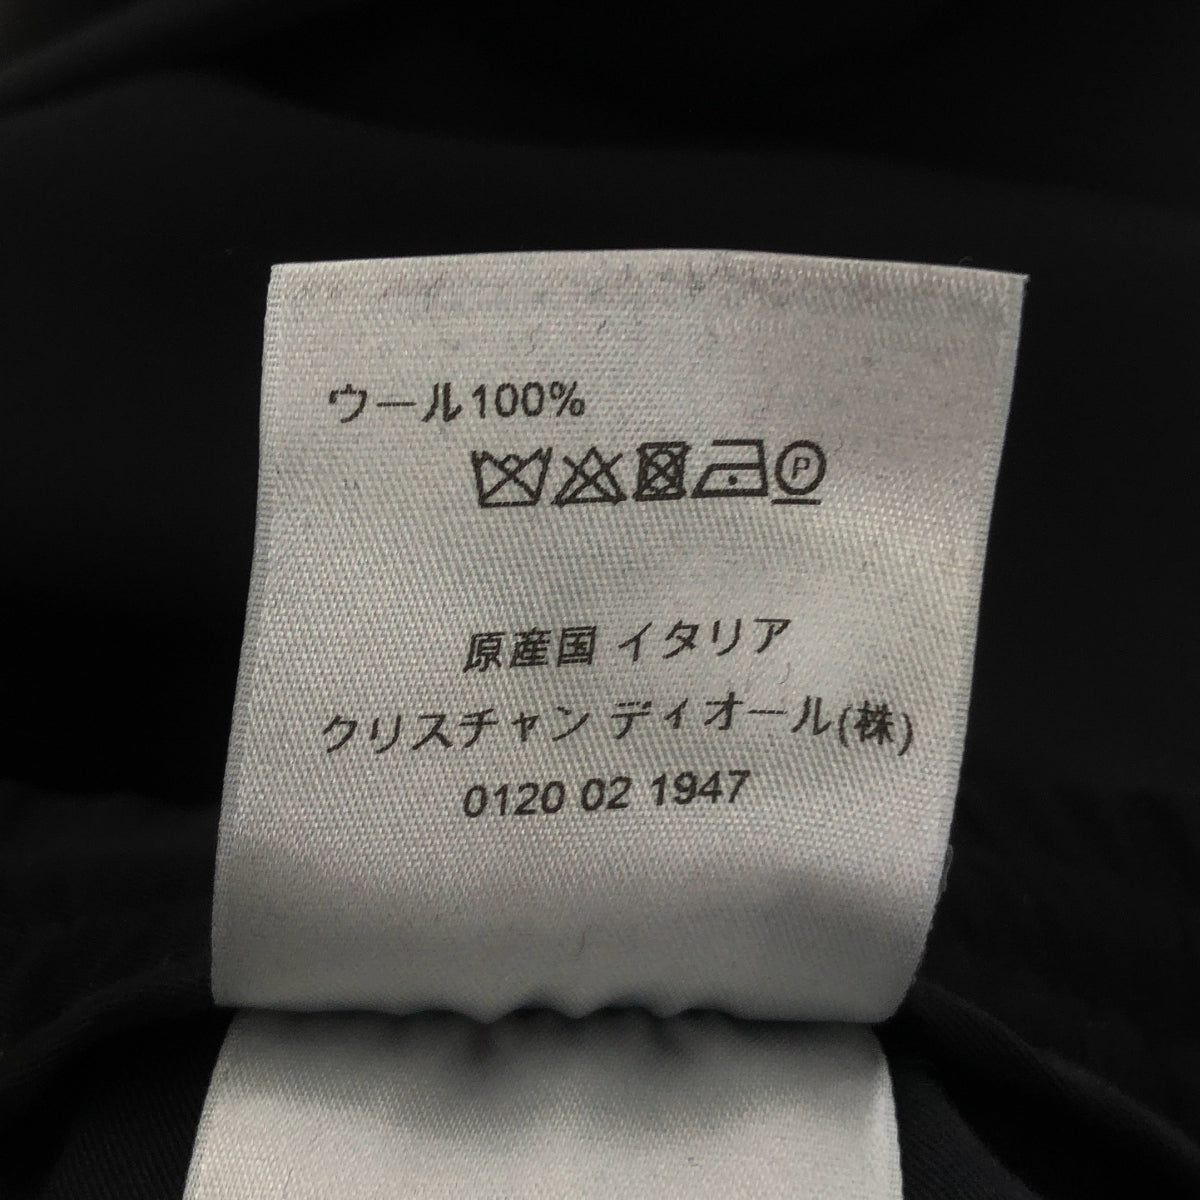 ウール100%
P
原産国 イタリア
クリスチャン ディオール(株)
0120 02 1947